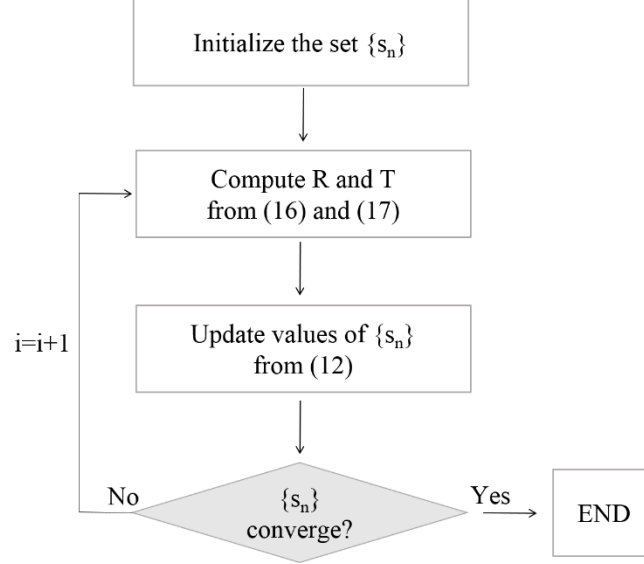 Initialize the set {sₙ}
Compute R and T
from (16) and (17)
Update values of {sₙ}
from (12)
i=i+1
No
{sₙ}
converge?
Yes
END